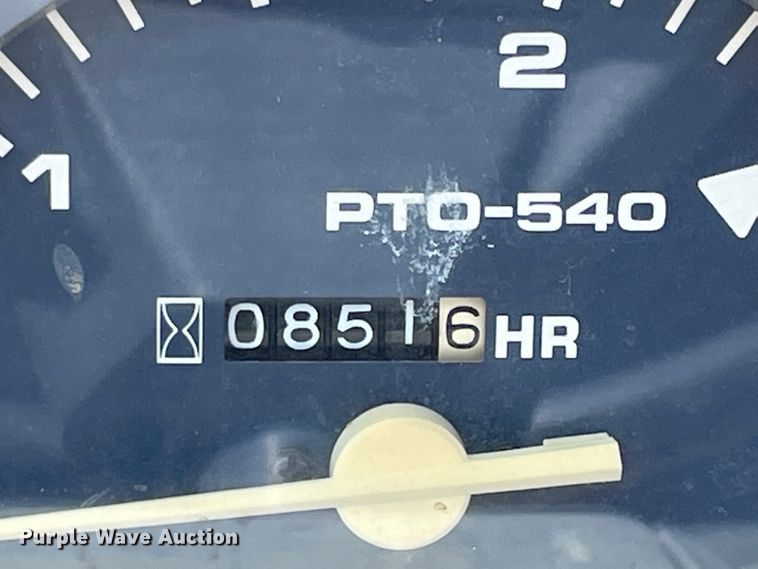 2
1
PTO-540
08516 HR
Purple Wave Auction